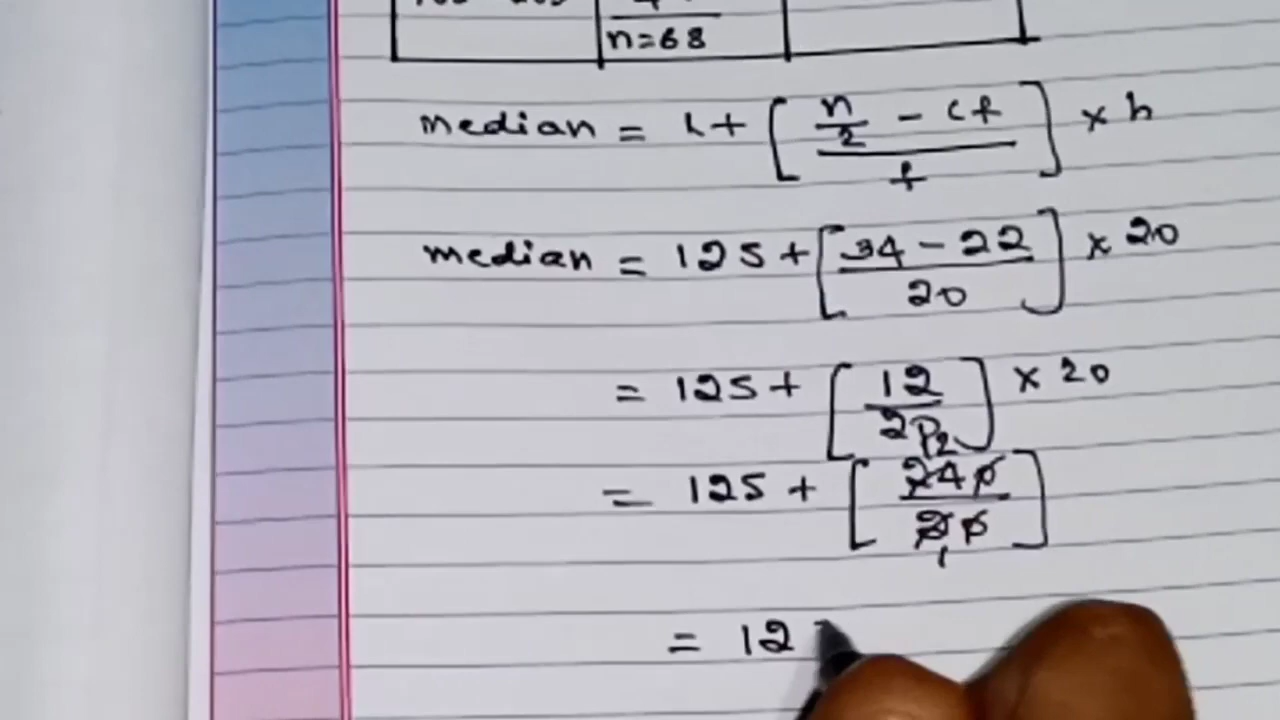 n=68
median = l + [ n/2 - cf / f ] × h
median = 125 + [ 34 - 22 / 20 ] × 20
= 125 + [ 12 / 20 ] × 20
= 125 + [ 240 / 20 ]
= 12